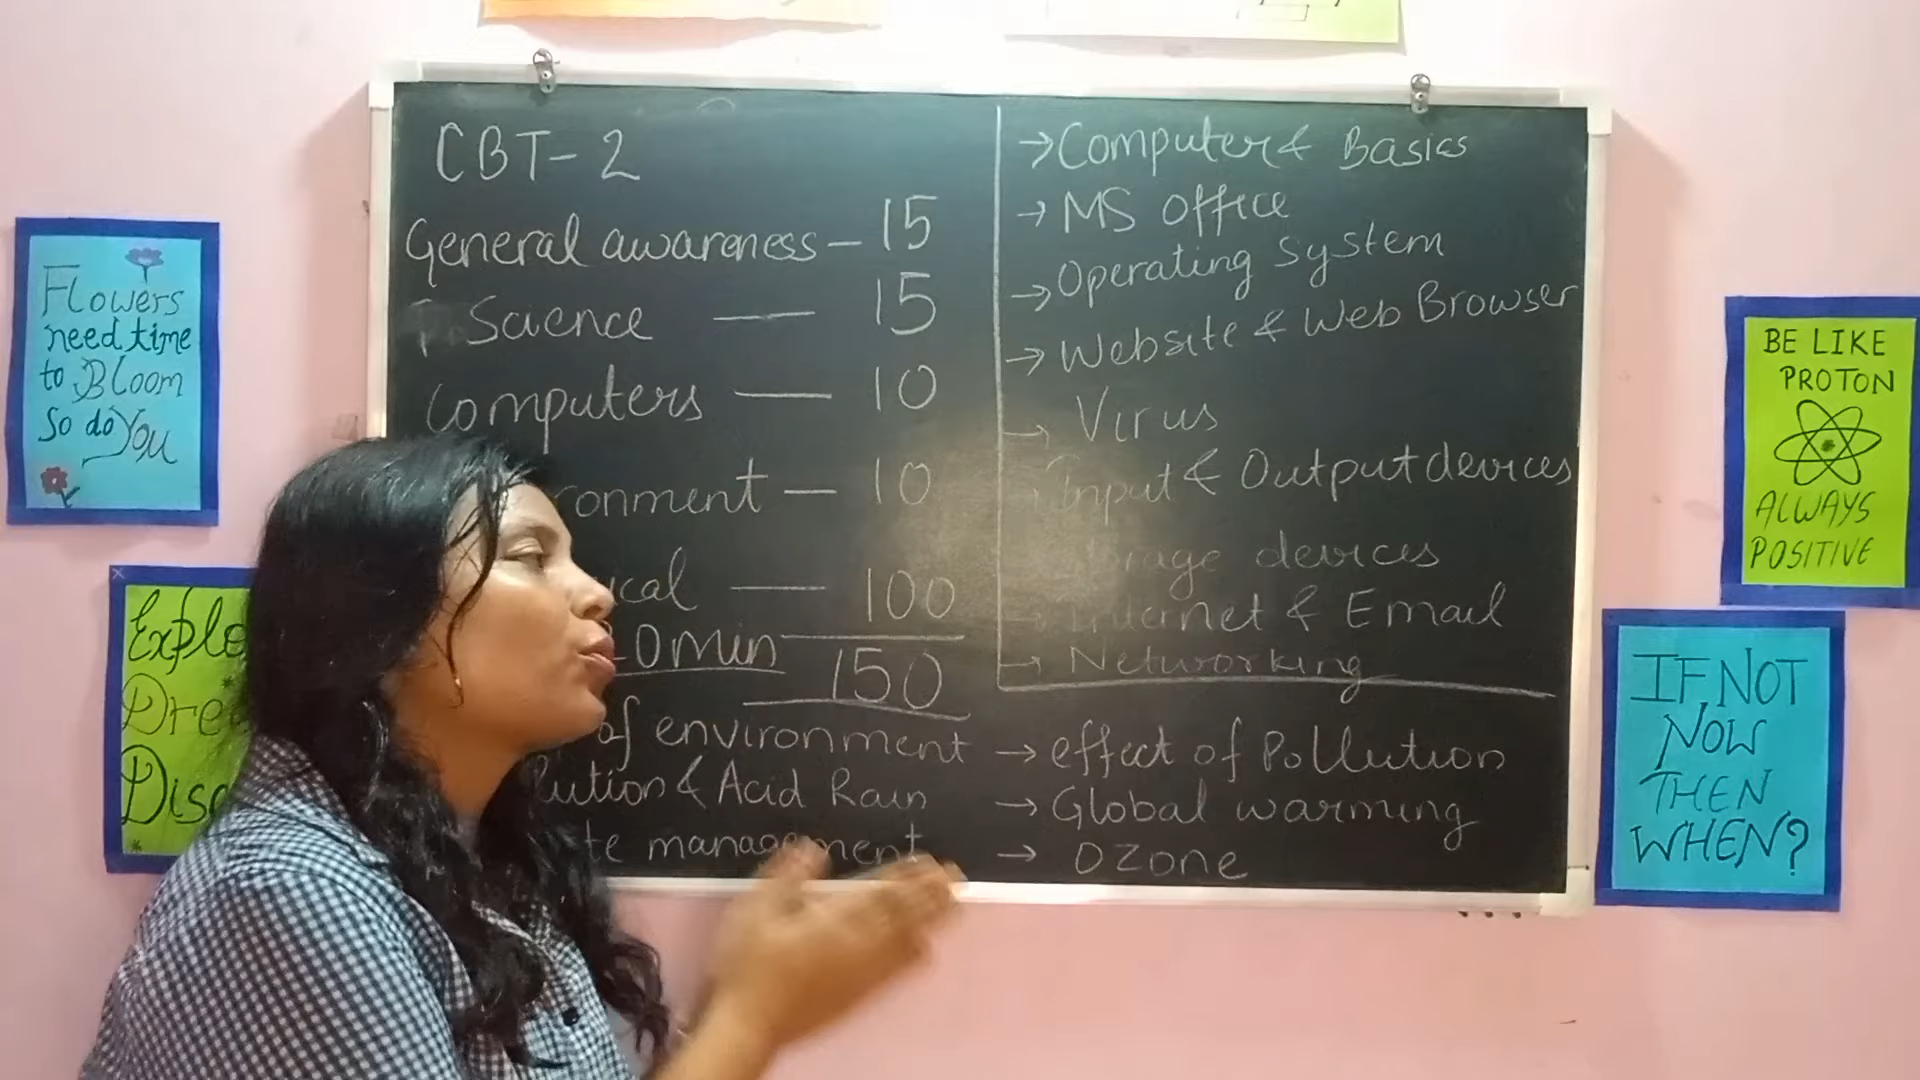 CBT-2
General awareness - 15
Science — 15
Computers — 10
ronment — 10
ical — 100
0 min
150
of environment
lution & Acid Rain
te management
→ Computer & Basics
→ MS Office
→ Operating System
→ Website & Web Browser
→ Virus
Input & Output devices
devices
Internet & Email
→ Networking
→ effect of Pollution
→ Global warming
→ Ozone
Flowers
need time
to Bloom
So do You
Explo
Dre
Disc
BE LIKE
PROTON
ALWAYS
POSITIVE
IF NOT
NOW
THEN
WHEN?